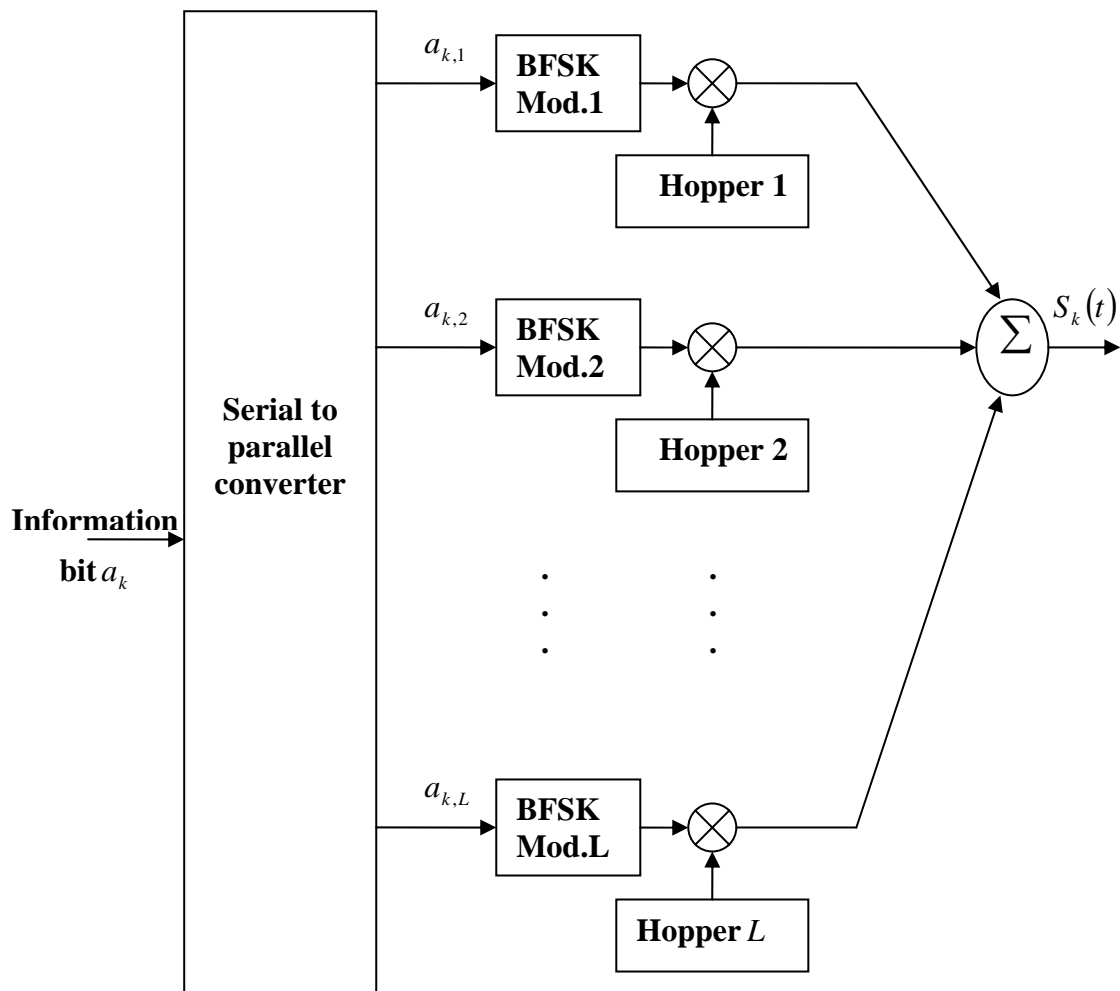 a_{k,1}
BFSK
Mod.1
Hopper 1
a_{k,2}
BFSK
Mod.2
Hopper 2
Σ
S_k(t)
Serial to
parallel
converter
Information
bit a_k
a_{k,L}
BFSK
Mod.L
Hopper L